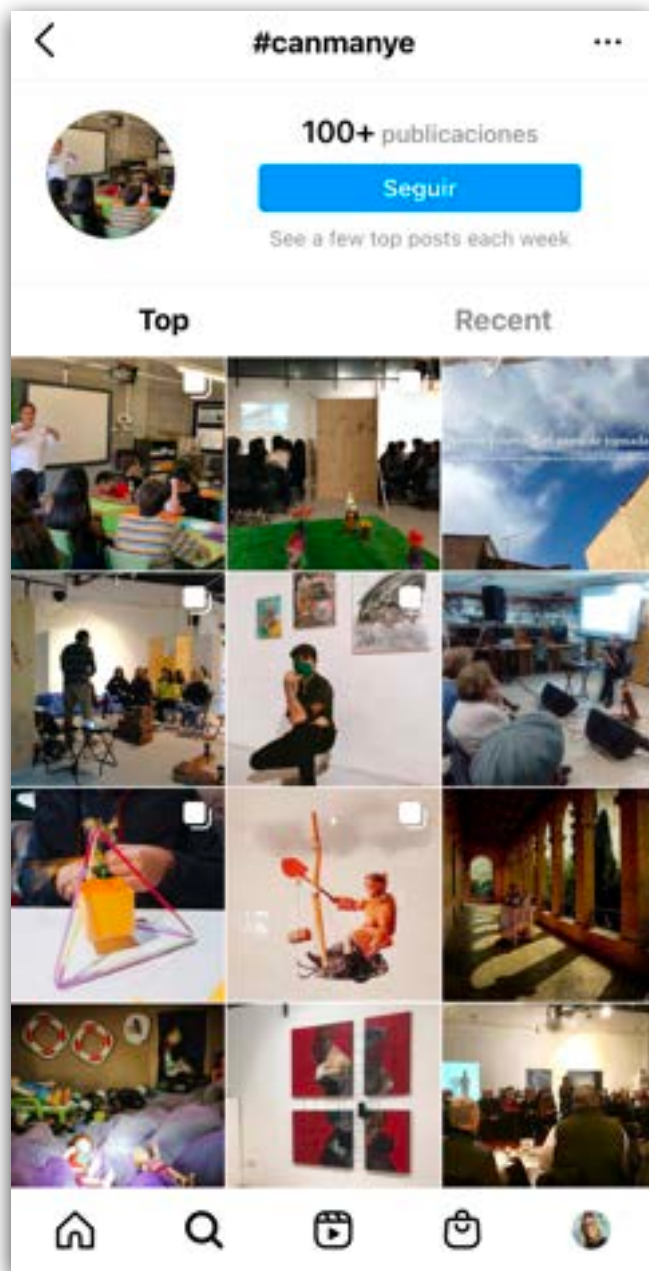 #canmanye
100+ publicaciones
Seguir
See a few top posts each week
Top
Recent